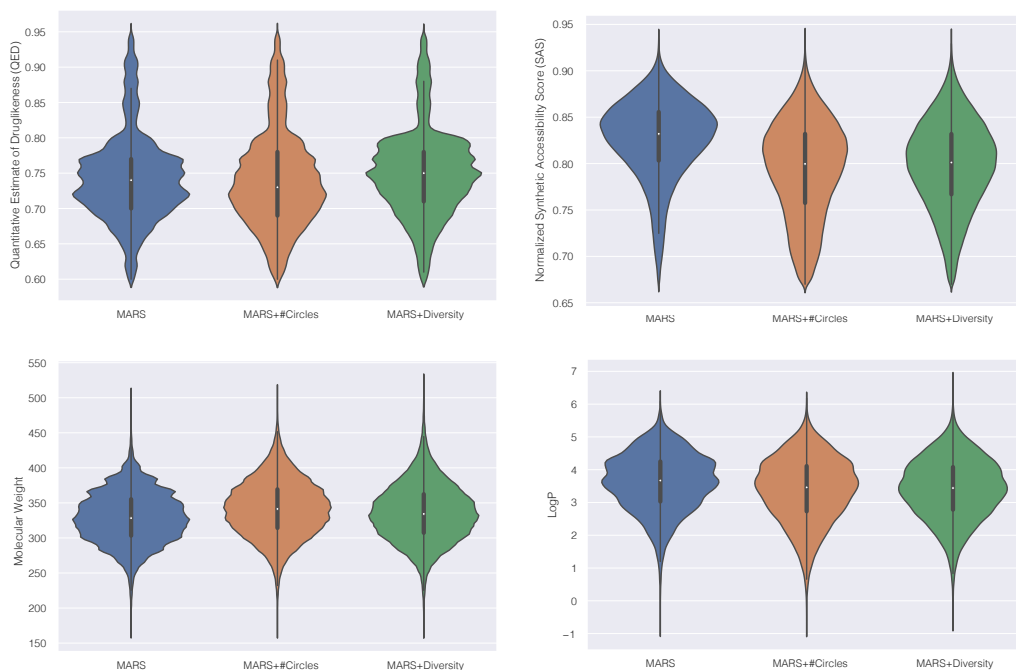 Quantitative Estimate of Druglikeness (QED)
0.95
0.90
0.85
0.80
0.75
0.70
0.65
0.60
MARS
MARS+#Circles
MARS+Diversity
Normalized Synthetic Accessibility Score (SAS)
0.95
0.90
0.85
0.80
0.75
0.70
0.65
MARS
MARS+#Circles
MARS+Diversity
Molecular Weight
550
500
450
400
350
300
250
200
150
MARS
MARS+#Circles
MARS+Diversity
LogP
7
6
5
4
3
2
1
0
−1
MARS
MARS+#Circles
MARS+Diversity